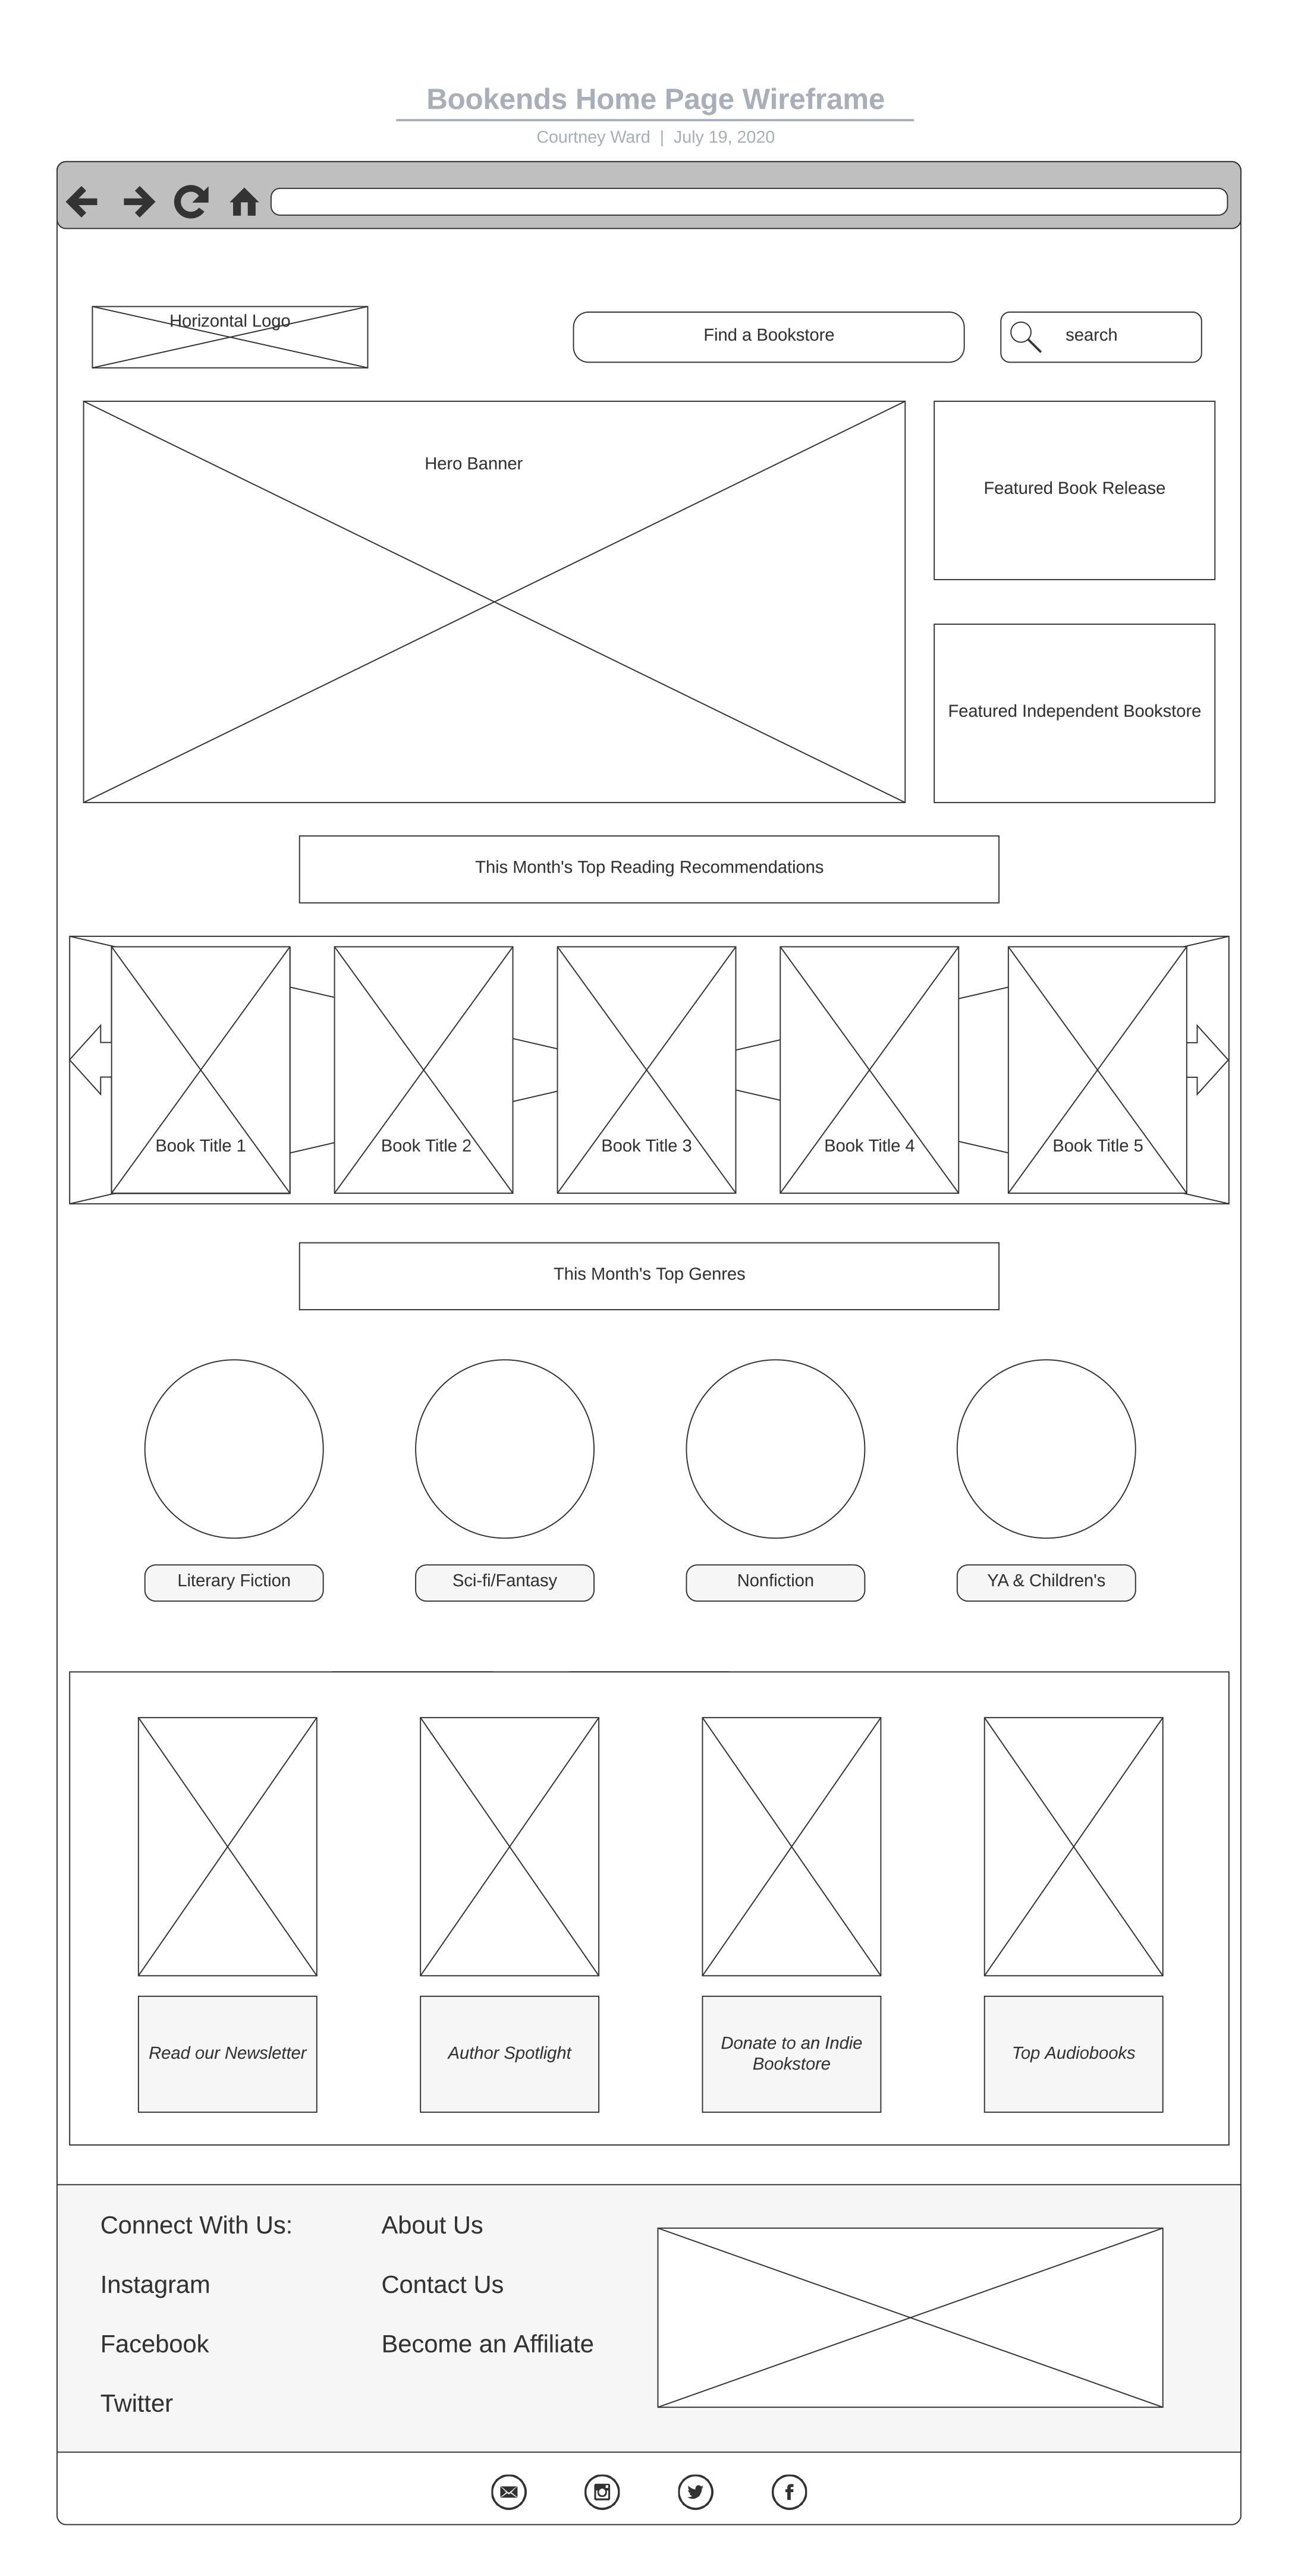 Bookends Home Page Wireframe
Courtney Ward | July 19, 2020
Horizontal Logo
Find a Bookstore
search
Hero Banner
Featured Book Release
Featured Independent Bookstore
This Month's Top Reading Recommendations
Book Title 1
Book Title 2
Book Title 3
Book Title 4
Book Title 5
This Month's Top Genres
Literary Fiction
Sci-fi/Fantasy
Nonfiction
YA & Children's
Read our Newsletter
Author Spotlight
Donate to an Indie
Bookstore
Top Audiobooks
Connect With Us:
Instagram
Facebook
Twitter
About Us
Contact Us
Become an Affiliate